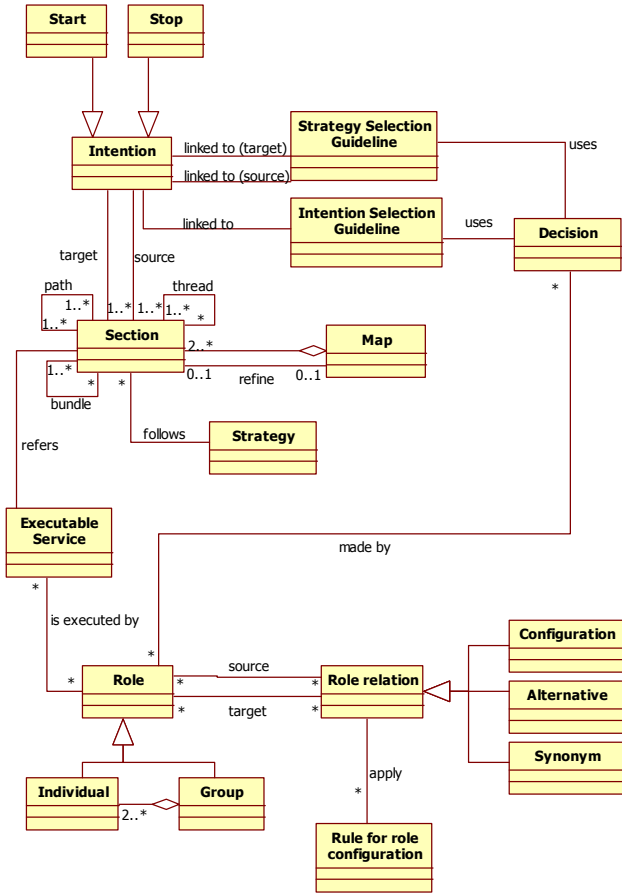 Start
Stop
Intention
linked to (target)
linked to (source)
Strategy Selection
Guideline
uses
linked to
Intention Selection
Guideline
uses
Decision
*
target
source
path
1..*
1..*
1..*
1..*
thread
1..*
*
Section
2..*
Map
0..1
refine
0..1
1..*
*
bundle
*
follows
Strategy
refers
Executable
Service
*
is executed by
*
made by
*
Role
*
source
*
*
target
*
Role relation
Configuration
Alternative
Synonym
Individual
2..*
Group
apply
*
Rule for role
configuration